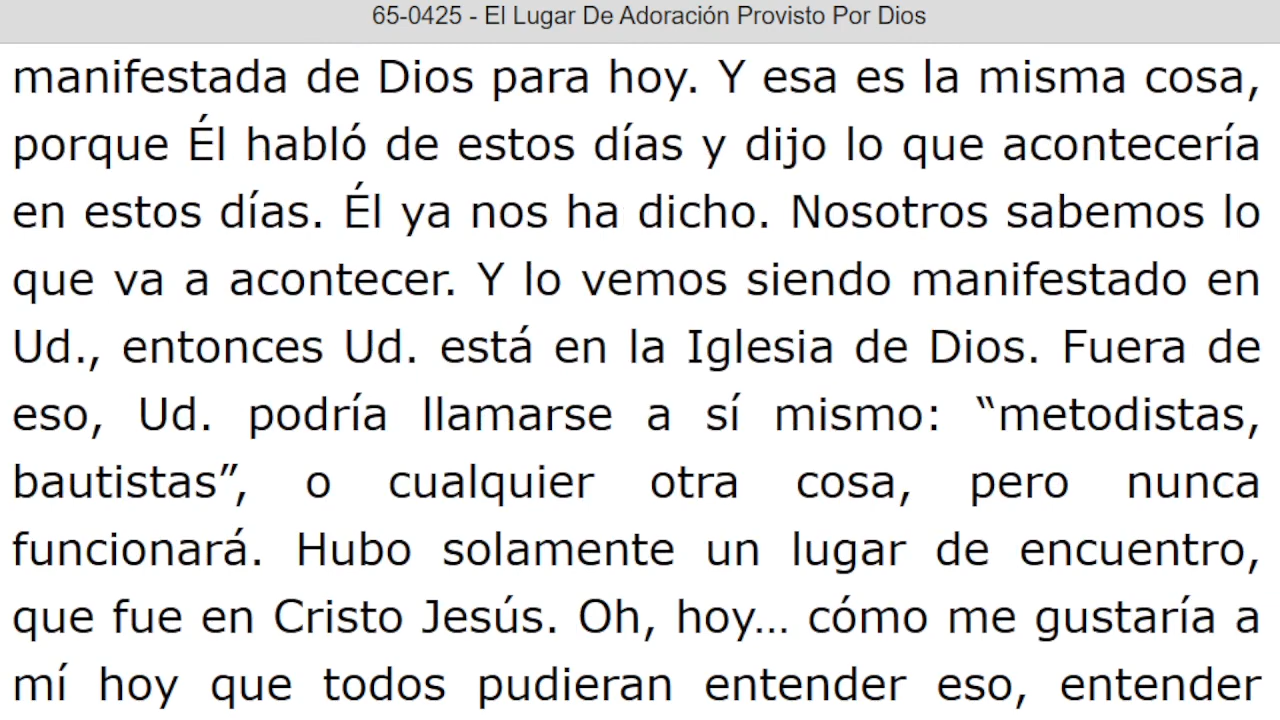 65-0425 - El Lugar De Adoración Provisto Por Dios
manifestada de Dios para hoy. Y esa es la misma cosa,
porque Él habló de estos días y dijo lo que acontecería
en estos días. Él ya nos ha dicho. Nosotros sabemos lo
que va a acontecer. Y lo vemos siendo manifestado en
Ud., entonces Ud. está en la Iglesia de Dios. Fuera de
eso, Ud. podría llamarse a sí mismo: “metodistas,
bautistas”, o cualquier otra cosa, pero nunca
funcionará. Hubo solamente un lugar de encuentro,
que fue en Cristo Jesús. Oh, hoy… cómo me gustaría a
mí hoy que todos pudieran entender eso, entender